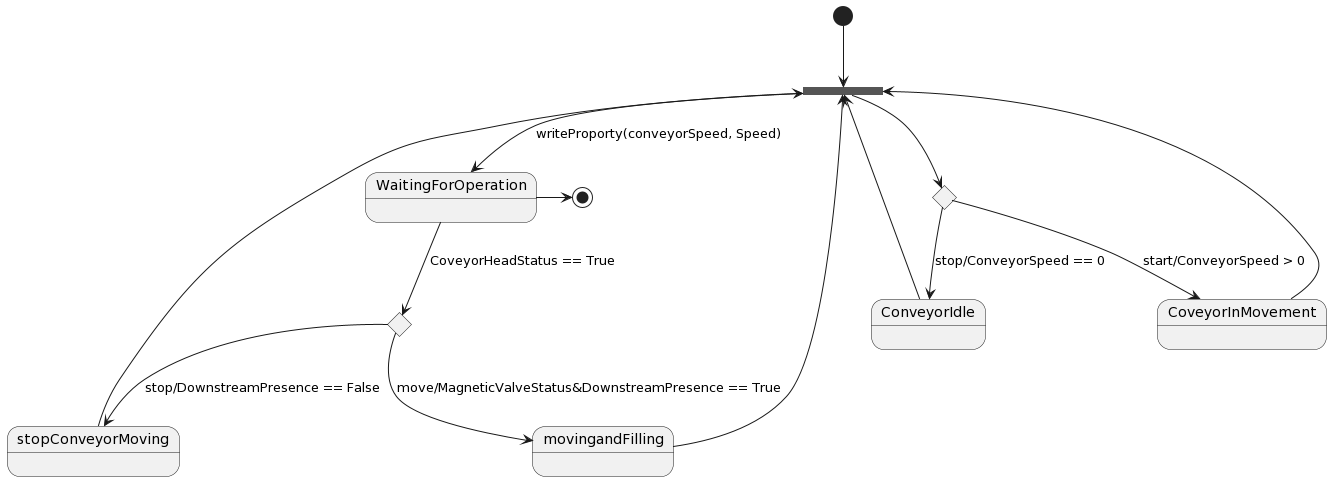 writeProporty(conveyorSpeed, Speed)
WaitingForOperation
CoveyorHeadStatus == True
stop/ConveyorSpeed == 0
start/ConveyorSpeed > 0
ConveyorIdle
CoveyorInMovement
stop/DownstreamPresence == False
move/MagneticValveStatus&DownstreamPresence == True
stopConveyorMoving
movingandFilling